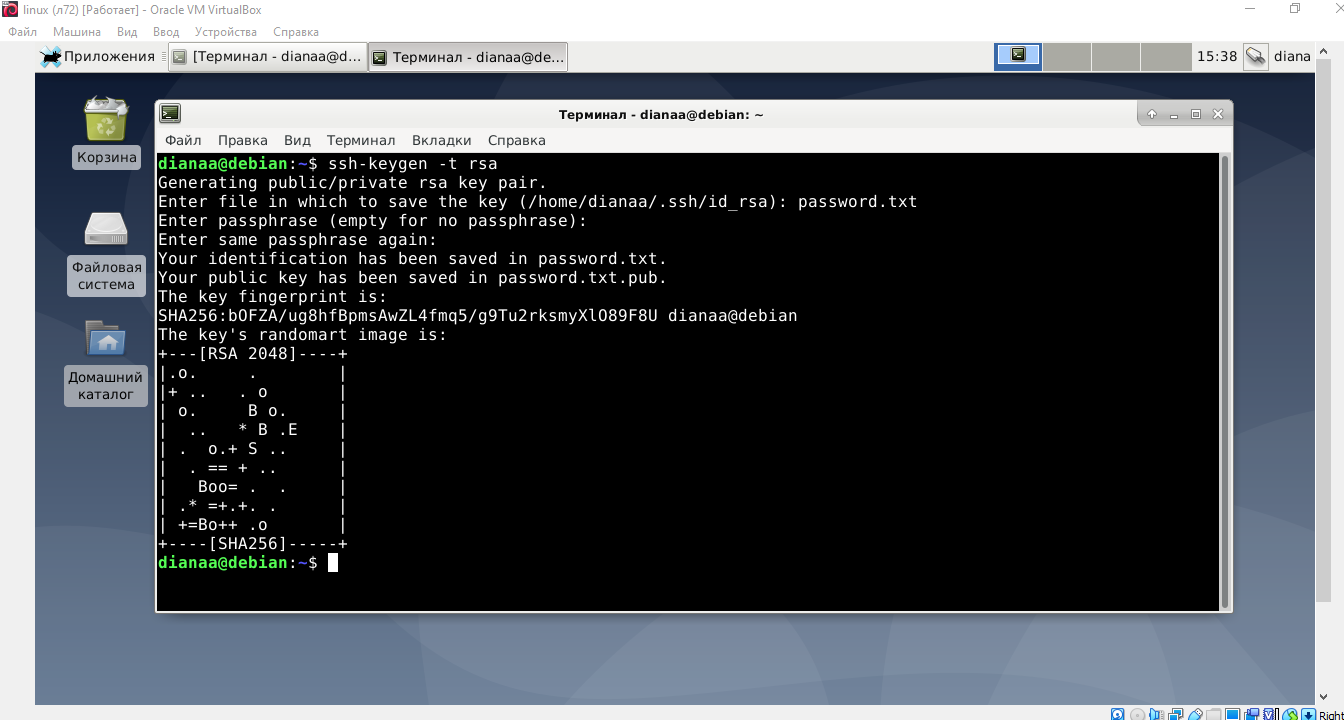 linux (л72) [Работает] - Oracle VM VirtualBox
Файл Машина Вид Ввод Устройства Справка
Приложения [Терминал - dianaa@d... Терминал - dianaa@de... 15:38 diana
Корзина
Файловая
система
Домашний
каталог
Терминал - dianaa@debian: ~
Файл Правка Вид Терминал Вкладки Справка
dianaa@debian:~$ ssh-keygen -t rsa
Generating public/private rsa key pair.
Enter file in which to save the key (/home/dianaa/.ssh/id_rsa): password.txt
Enter passphrase (empty for no passphrase):
Enter same passphrase again:
Your identification has been saved in password.txt.
Your public key has been saved in password.txt.pub.
The key fingerprint is:
SHA256:bOFZA/ug8hfBpmsAwZL4fmq5/g9Tu2rksmyXlO89F8U dianaa@debian
The key's randomart image is:
+---[RSA 2048]----+
|.o.     .        |
|+ ..   . o       |
| o.     B o.     |
|  ..   * B .E    |
| .  o.+ S ..     |
|  . == + ..      |
|   Boo= .  .     |
| .* =+.+. .      |
| +=Bo++ .o       |
+----[SHA256]-----+
dianaa@debian:~$
Right